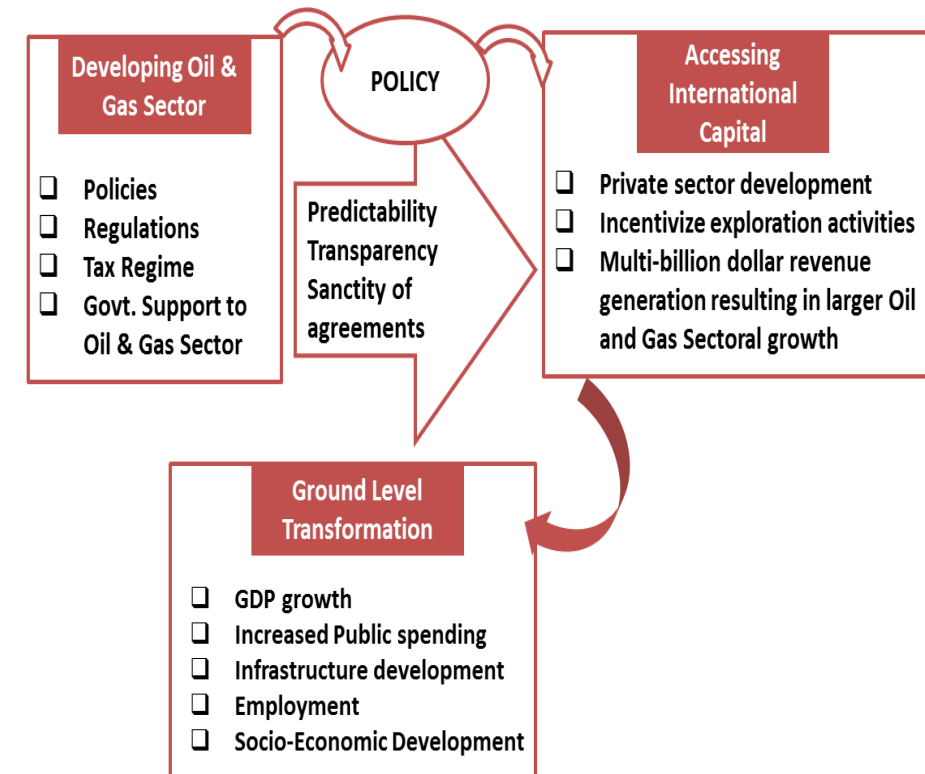 Developing Oil &
Gas Sector
❑ Policies
❑ Regulations
❑ Tax Regime
❑ Govt. Support to
Oil & Gas Sector
POLICY
Predictability
Transparency
Sanctity of
agreements
Accessing
International
Capital
❑ Private sector development
❑ Incentivize exploration activities
❑ Multi-billion dollar revenue
generation resulting in larger Oil
and Gas Sectoral growth
Ground Level
Transformation
❑ GDP growth
❑ Increased Public spending
❑ Infrastructure development
❑ Employment
❑ Socio-Economic Development